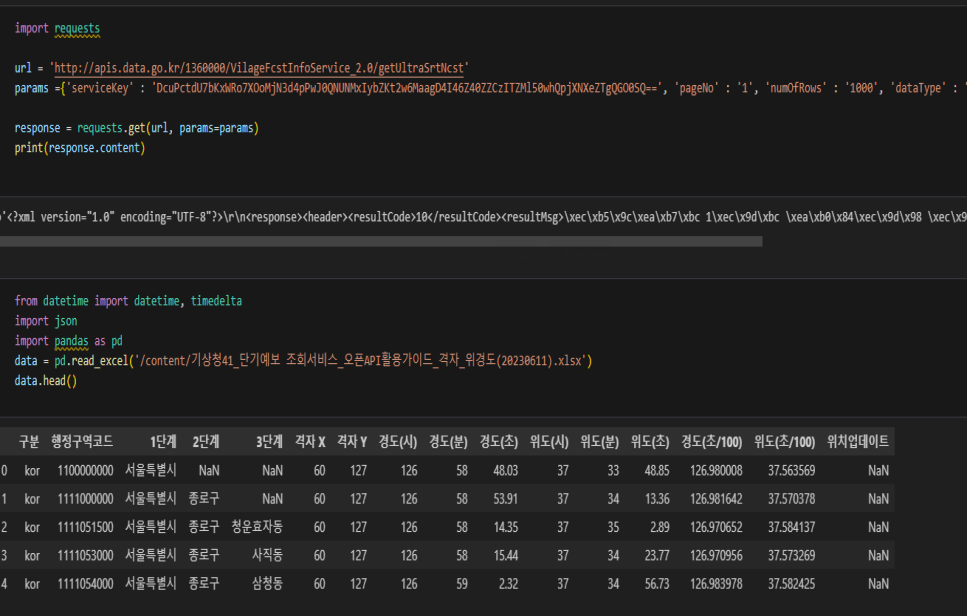 import requests
url = 'http://apis.data.go.kr/1360000/VilageFcstInfoService_2.0/getUltraSrtNcst'
params ={'serviceKey' : 'DcuPctdU7bKxWRo7XOoMjN3d4pPwJ0QNUNMxIybZKt2w6MaagD4I46Z40ZZCzITZMl50whQpjXNXeZTgQGO0SQ==', 'pageNo' : '1', 'numOfRows' : '1000', 'dataType' : '
response = requests.get(url, params=params)
print(response.content)
'<?xml version="1.0" encoding="UTF-8"?>\r\n<response><header><resultCode>10</resultCode><resultMsg>\xec\xb5\x9c\xea\xb7\xbc 1\xec\x9d\xbc \xea\xb0\x84\xec\x9d\x98 \xec\x9
from datetime import datetime, timedelta
import json
import pandas as pd
data = pd.read_excel('/content/기상청41_단기예보 조회서비스_오픈API활용가이드_격자_위경도(20230611).xlsx')
data.head()
구분 행정구역코드 1단계 2단계 3단계 격자 X 격자 Y 경도(시) 경도(분) 경도(초) 위도(시) 위도(분) 위도(초) 경도(초/100) 위도(초/100) 위치업데이트
0 kor 1100000000 서울특별시 NaN NaN 60 127 126 58 48.03 37 33 48.85 126.980008 37.563569 NaN
1 kor 1111000000 서울특별시 종로구 NaN 60 127 126 58 53.91 37 34 13.36 126.981642 37.570378 NaN
2 kor 1111051500 서울특별시 종로구 청운효자동 60 127 126 58 14.35 37 35 2.89 126.970652 37.584137 NaN
3 kor 1111053000 서울특별시 종로구 사직동 60 127 126 58 15.44 37 34 23.77 126.970956 37.573269 NaN
4 kor 1111054000 서울특별시 종로구 삼청동 60 127 126 59 2.32 37 34 56.73 126.983978 37.582425 NaN